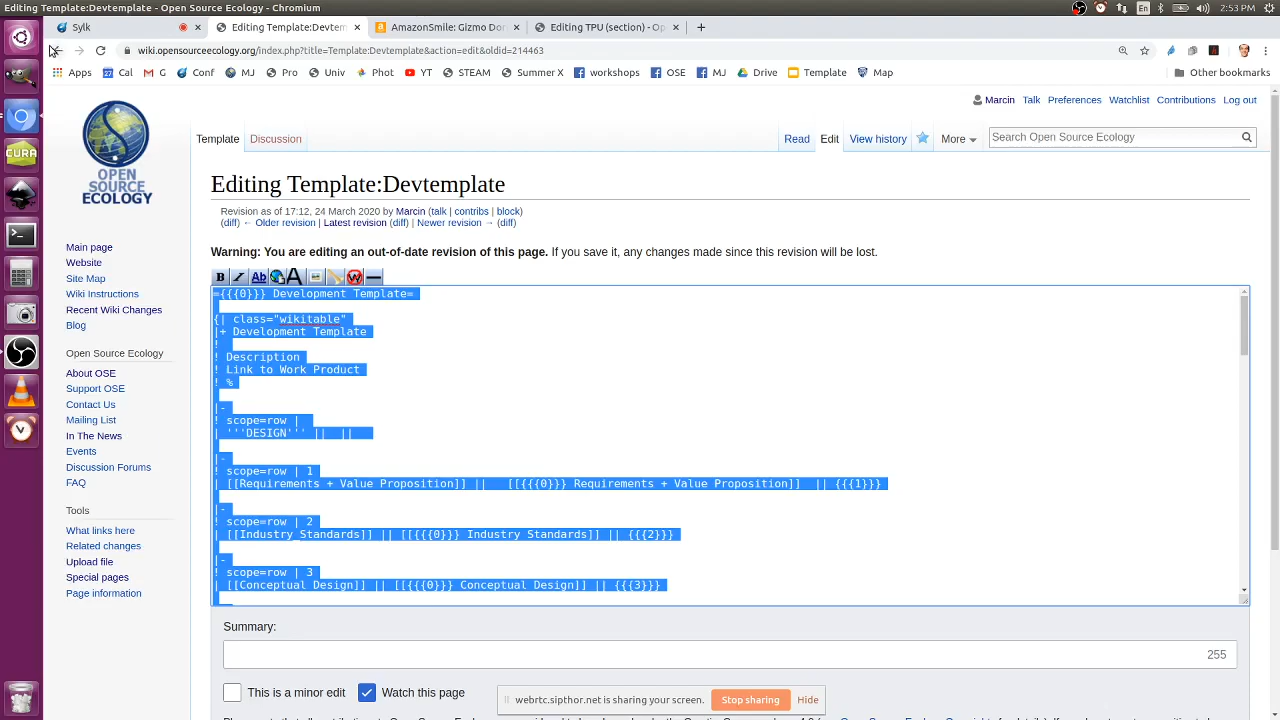 Editing Template:Devtemplate - Open Source Ecology - Chromium
En 2:53 PM
Sylk
Editing Template:Devtem
AmazonSmile: Gizmo Dor
Editing TPU (section) - Op
wiki.opensourceecology.org/index.php?title=Template:Devtemplate&action=edit&oldid=214463
Apps Cal G Conf MJ Pro Univ Phot YT STEAM Summer X workshops OSE MJ Drive Template Map Other bookmarks
Marcin Talk Preferences Watchlist Contributions Log out
OPEN
SOURCE
ECOLOGY
Template Discussion Read Edit View history More Search Open Source Ecology
Editing Template:Devtemplate
Revision as of 17:12, 24 March 2020 by Marcin (talk | contribs | block)
(diff) ← Older revision | Latest revision (diff) | Newer revision → (diff)
Warning: You are editing an out-of-date revision of this page. If you save it, any changes made since this revision will be lost.
B I Ab A W
={{{0}}} Development Template=
{| class="wikitable"
|+ Development Template
!
! Description
! Link to Work Product
! %
|-
! scope=row |
| '''DESIGN''' || ||
|-
! scope=row | 1
| [[Requirements + Value Proposition]] || [[{{{0}}} Requirements + Value Proposition]] || {{{1}}}
|-
! scope=row | 2
| [[Industry_Standards]] || [[{{{0}}} Industry Standards]] || {{{2}}}
|-
! scope=row | 3
| [[Conceptual Design]] || [[{{{0}}} Conceptual Design]] || {{{3}}}
Main page
Website
Site Map
Wiki Instructions
Recent Wiki Changes
Blog
Open Source Ecology
About OSE
Support OSE
Contact Us
Mailing List
In The News
Events
Discussion Forums
FAQ
Tools
What links here
Related changes
Upload file
Special pages
Page information
CURA
Summary:
255
This is a minor edit Watch this page
webrtc.sipthor.net is sharing your screen. Stop sharing Hide